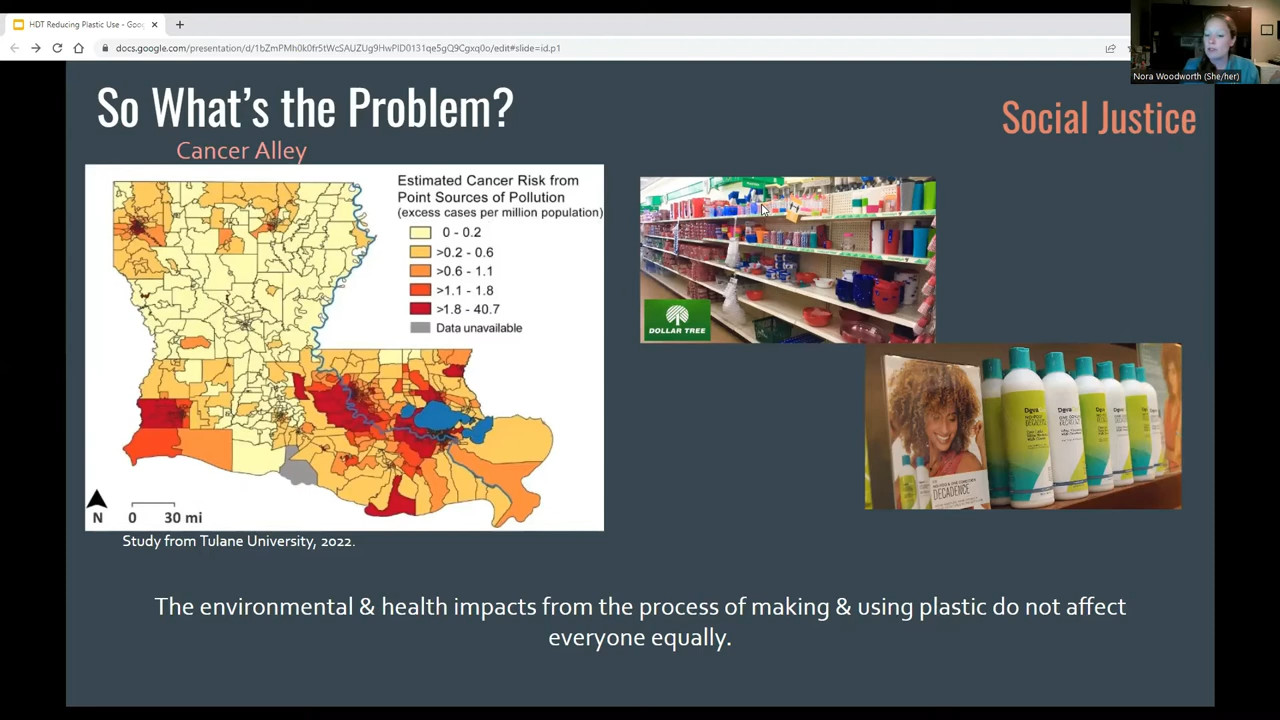 HDT Reducing Plastic Use - Goog
docs.google.com/presentation/d/1bZmPMh0k0fr5tWcSAUZUg9HwPlD0131qe5gQ9Cgxq0o/edit#slide=id.p1
Nora Woodworth (She/her)
So What's the Problem?
Social Justice
Cancer Alley
Estimated Cancer Risk from
Point Sources of Pollution
(excess cases per million population)
0 - 0.2
>0.2 - 0.6
>0.6 - 1.1
>1.1 - 1.8
>1.8 - 40.7
Data unavailable
N 0 30 mi
Study from Tulane University, 2022.
DOLLAR TREE
Deva
DECADENCE
The environmental & health impacts from the process of making & using plastic do not affect
everyone equally.